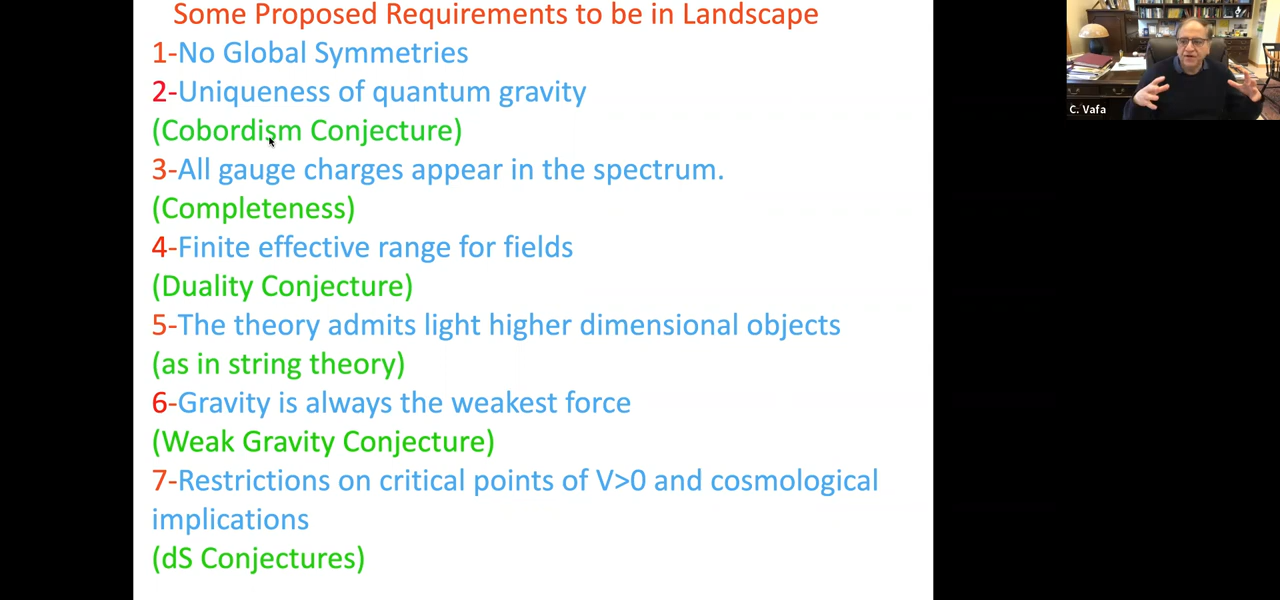 Some Proposed Requirements to be in Landscape
1-No Global Symmetries
2-Uniqueness of quantum gravity
(Cobordism Conjecture)
3-All gauge charges appear in the spectrum.
(Completeness)
4-Finite effective range for fields
(Duality Conjecture)
5-The theory admits light higher dimensional objects
(as in string theory)
6-Gravity is always the weakest force
(Weak Gravity Conjecture)
7-Restrictions on critical points of V>0 and cosmological
implications
(dS Conjectures)
C. Vafa